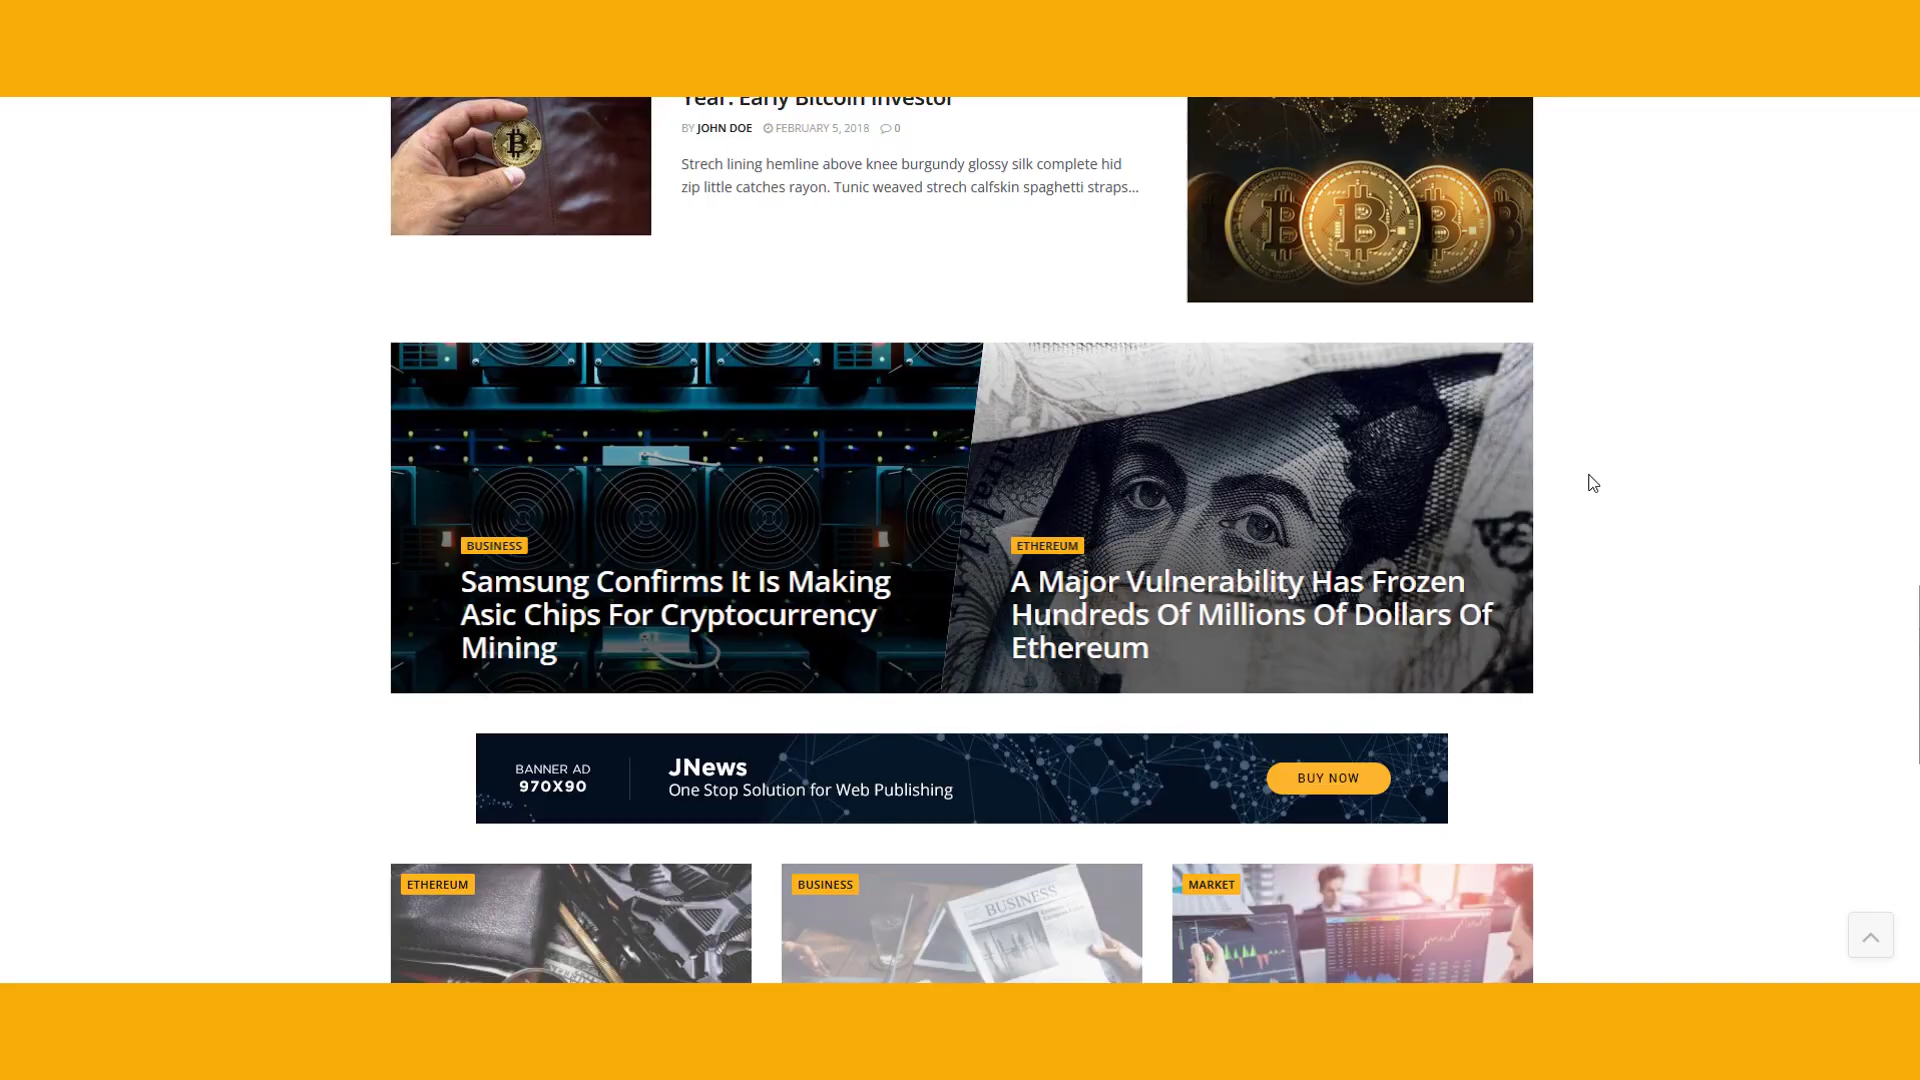 Year: Early Bitcoin Investor
BY JOHN DOE FEBRUARY 5, 2018 0
Strech lining hemline above knee burgundy glossy silk complete hid
zip little catches rayon. Tunic weaved strech calfskin spaghetti straps...
BUSINESS
Samsung Confirms It Is Making
Asic Chips For Cryptocurrency
Mining
ETHEREUM
A Major Vulnerability Has Frozen
Hundreds Of Millions Of Dollars Of
Ethereum
BANNER AD
970X90
JNews
One Stop Solution for Web Publishing
BUY NOW
ETHEREUM
BUSINESS
BUSINESS
MARKET